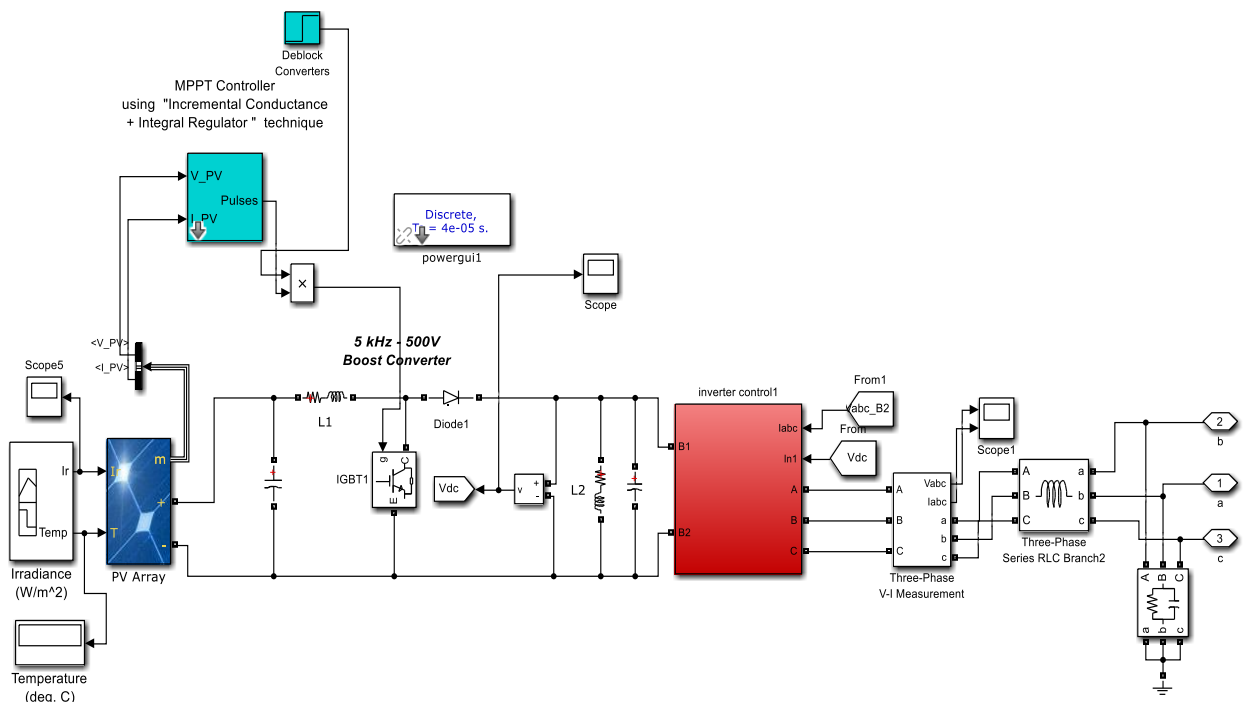 Deblock
Converters
MPPT Controller
using "Incremental Conductance
+ Integral Regulator " technique
V_PV
Pulses
I_PV
Discrete,
= 4e-05 s.
powergui1
×
Scope
<V_PV>
<I_PV>
5 kHz - 500V
Boost Converter
Scope5
L1
Diode1
inverter control1
From1
Vabc_B2
Iabc
From
Vdc
In1
Scope1
Ir
Temp
Irradiance
(W/m^2)
m
+
-
T
PV Array
Temperature
(deg. C)
g
C
E
IGBT1
Vdc
v
+
-
L2
B1
B2
A
B
C
A
B
C
Vabc
Iabc
a
b
c
Three-Phase
V-I Measurement
A
B
C
a
b
c
Three-Phase
Series RLC Branch2
2
b
1
a
3
c
A
B
C
a
b
c